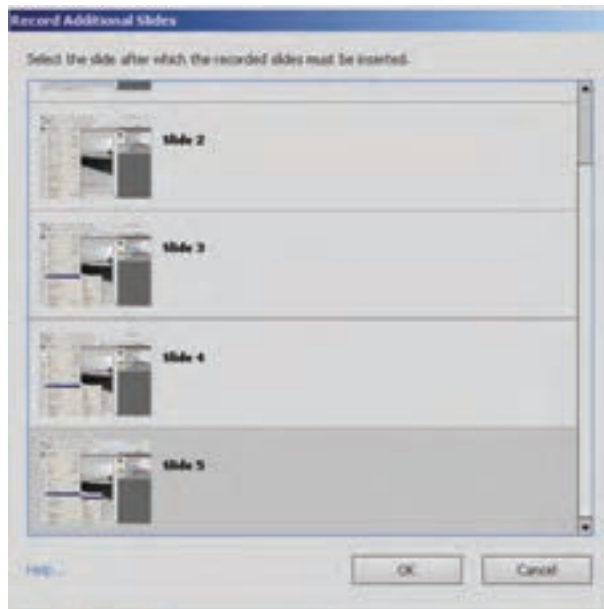 Record Additional Slides
Select the slide after which the recorded slides must be inserted.
Slide 2
Slide 3
Slide 4
Slide 5
Help...
OK
Cancel